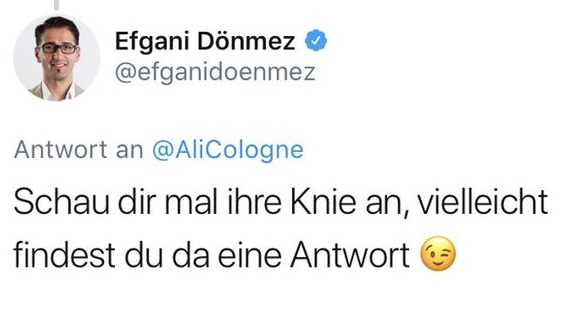 Efgani Dönmez
@efganidoenmez
Antwort an @AliCologne
Schau dir mal ihre Knie an, vielleicht
findest du da eine Antwort 😉